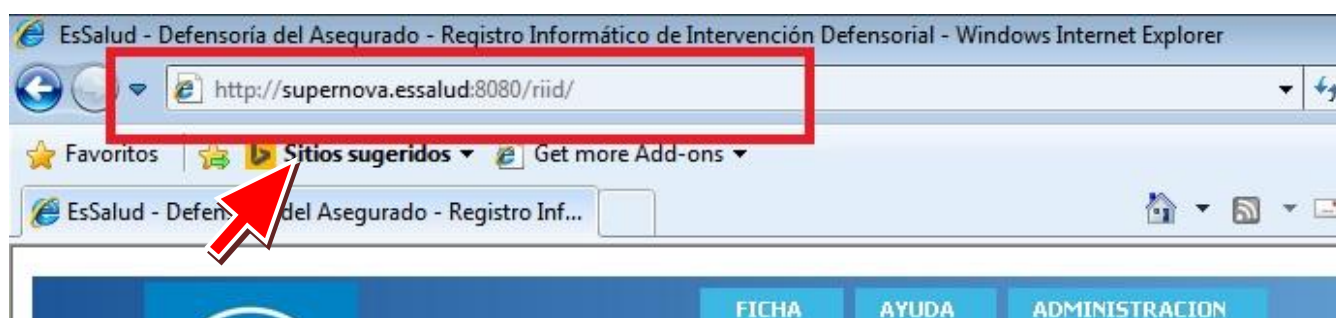 EsSalud - Defensoría del Asegurado - Registro Informático de Intervención Defensorial - Windows Internet Explorer
http://supernova.essalud:8080/riid/
Favoritos Sitios sugeridos Get more Add-ons
EsSalud - Defen del Asegurado - Registro Inf...
FICHA AYUDA ADMINISTRACION